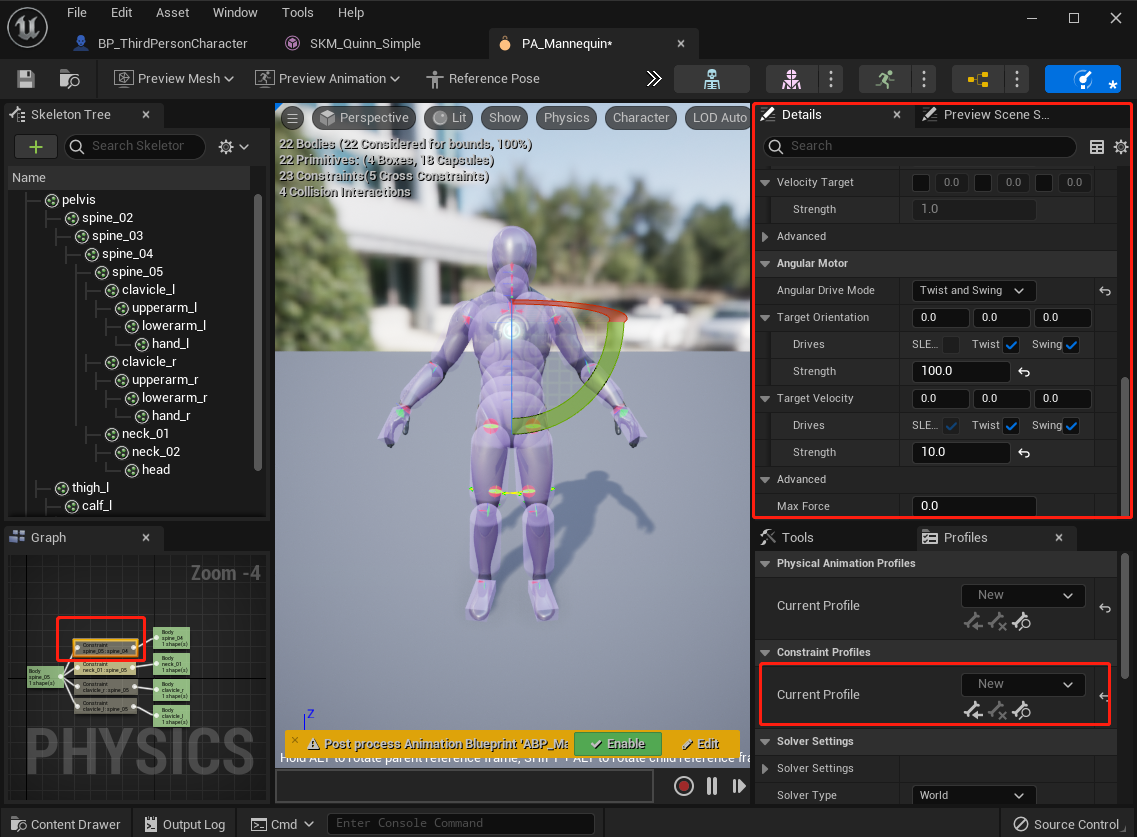 File Edit Asset Window Tools Help
BP_ThirdPersonCharacter SKM_Quinn_Simple PA_Mannequin*
Preview Mesh Preview Animation Reference Pose
Skeleton Tree
Search Skeletor
Name
pelvis
spine_02
spine_03
spine_04
spine_05
clavicle_l
upperarm_l
lowerarm_l
hand_l
clavicle_r
upperarm_r
lowerarm_r
hand_r
neck_01
neck_02
head
thigh_l
calf_l
Graph
Zoom -4
Body
spine_05
1 shape(s)
Constraint
spine_05 : spine_04
Constraint
neck_01 : spine_05
Constraint
clavicle_r : spine_05
Constraint
clavicle_l : spine_05
Body
spine_04
1 shape(s)
Body
neck_01
1 shape(s)
Body
clavicle_r
1 shape(s)
Body
clavicle_l
1 shape(s)
PHYSICS
Perspective Lit Show Physics Character LOD Auto
22 Bodies (22 Considered for bounds, 100%)
22 Primitives: (4 Boxes, 18 Capsules)
23 Constraints(5 Cross Constraints)
4 Collision Interactions
Z
Post process Animation Blueprint 'ABP_Ma Enable Edit
Hold ALT to rotate parent reference frame, SHIFT + ALT to rotate child reference fra
Details Preview Scene S...
Search
Velocity Target 0.0 0.0 0.0
Strength 1.0
Advanced
Angular Motor
Angular Drive Mode Twist and Swing
Target Orientation 0.0 0.0 0.0
Drives SLE... Twist Swing
Strength 100.0
Target Velocity 0.0 0.0 0.0
Drives SLE... Twist Swing
Strength 10.0
Advanced
Max Force 0.0
Tools Profiles
Physical Animation Profiles
Current Profile New
Constraint Profiles
Current Profile New
Solver Settings
Solver Settings
Solver Type World
Content Drawer Output Log Cmd Enter Console Command Source Control